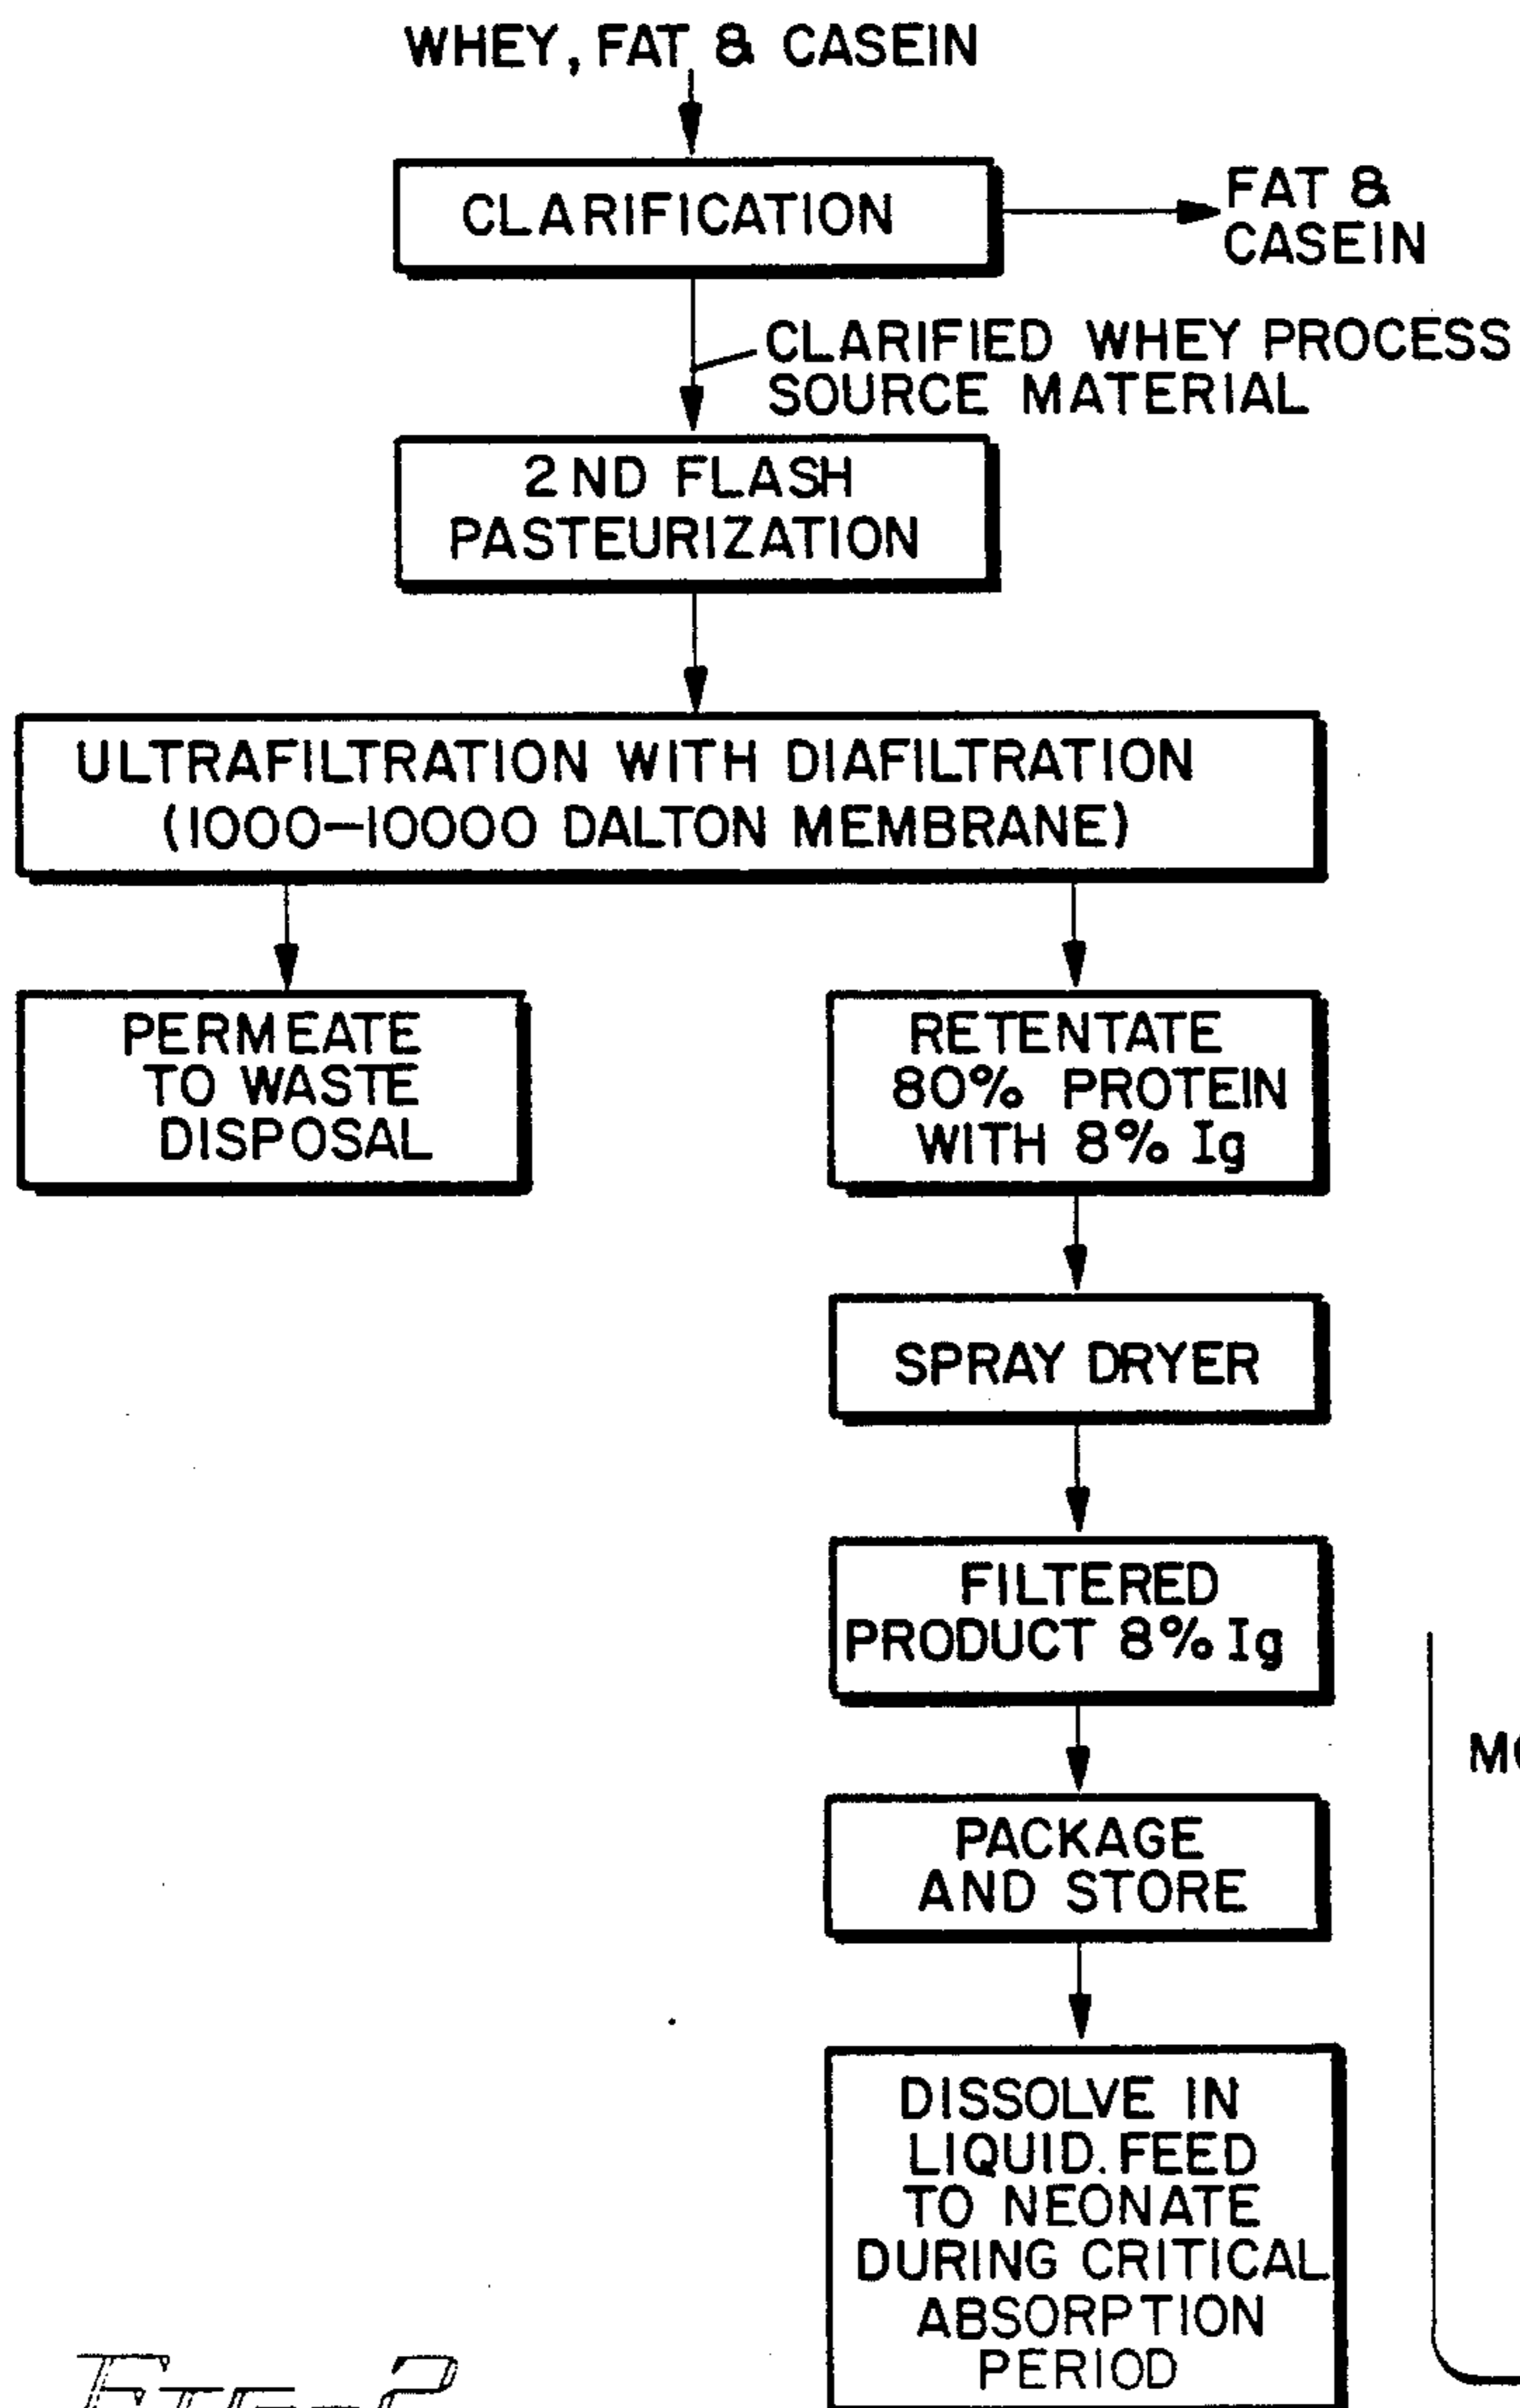 WHEY, FAT & CASEIN
CLARIFICATION
FAT &
CASEIN
CLARIFIED WHEY PROCESS
SOURCE MATERIAL
2ND FLASH
PASTEURIZATION
ULTRAFILTRATION WITH DIAFILTRATION
(1000-10000 DALTON MEMBRANE)
PERMEATE
TO WASTE
DISPOSAL
RETENTATE
80% PROTEIN
WITH 8% Ig
SPRAY DRYER
FILTERED
PRODUCT 8% Ig
PACKAGE
AND STORE
DISSOLVE IN
LIQUID. FEED
TO NEONATE
DURING CRITICAL
ABSORPTION
PERIOD